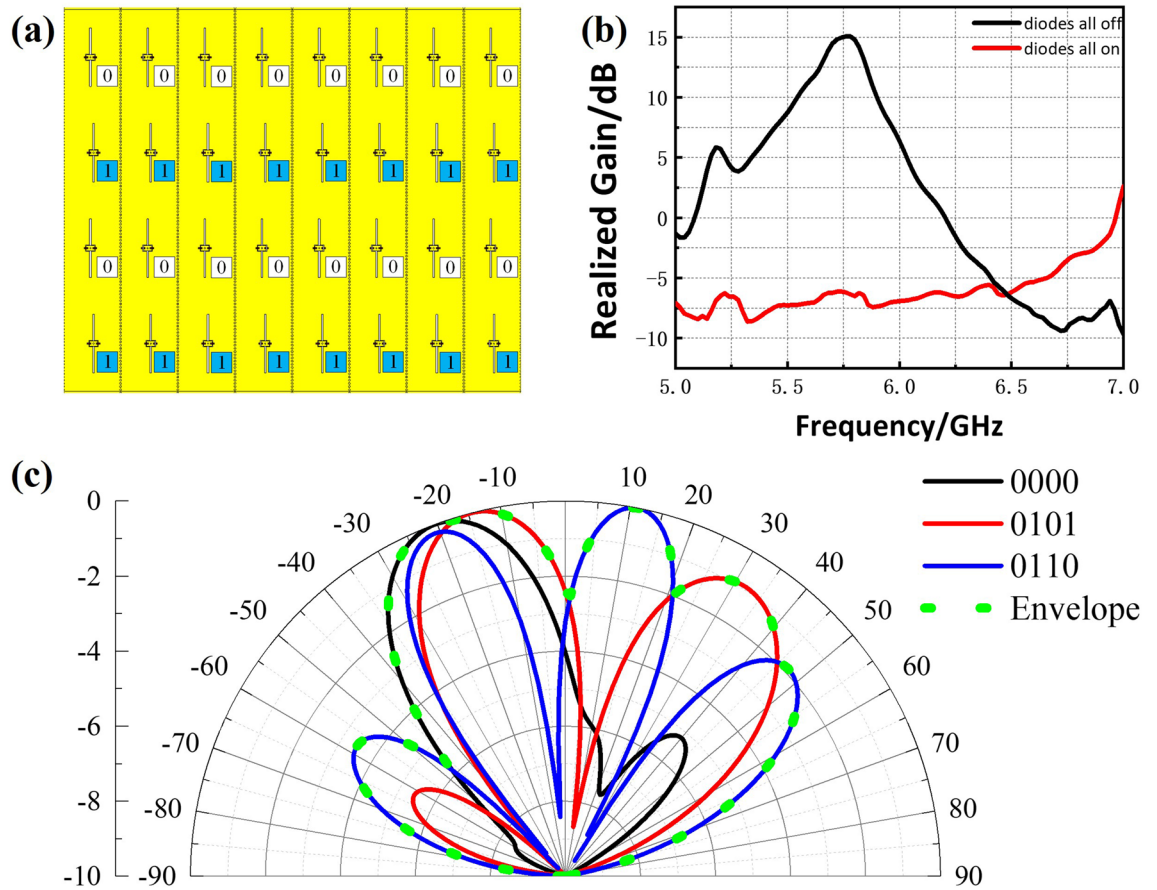 (a)
0 0 0 0 0 0 0 0
1 1 1 1 1 1 1 1
0 0 0 0 0 0 0 0
1 1 1 1 1 1 1 1
(b)
Realized Gain/dB
15
10
5
0
−5
−10
5.0 5.5 6.0 6.5 7.0
Frequency/GHz
diodes all off
diodes all on
(c)
0
-2
-4
-6
-8
-10
-90
-80
-70
-60
-50
-40
-30
-20
-10
10
20
30
40
50
60
70
80
90
0000
0101
0110
Envelope